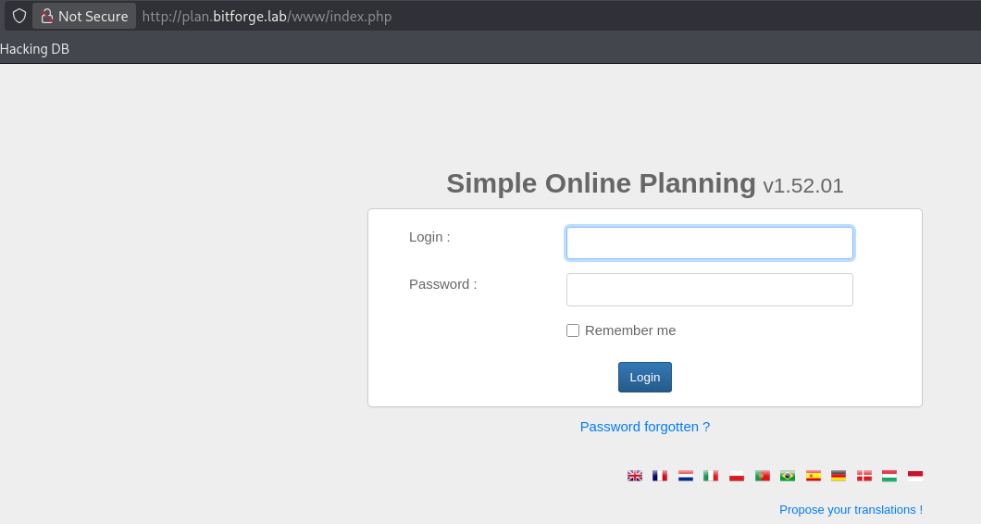 Not Secure http://plan.bitforge.lab/www/index.php
Hacking DB
Simple Online Planning v1.52.01
Login :
Password :
Remember me
Login
Password forgotten ?
Propose your translations !